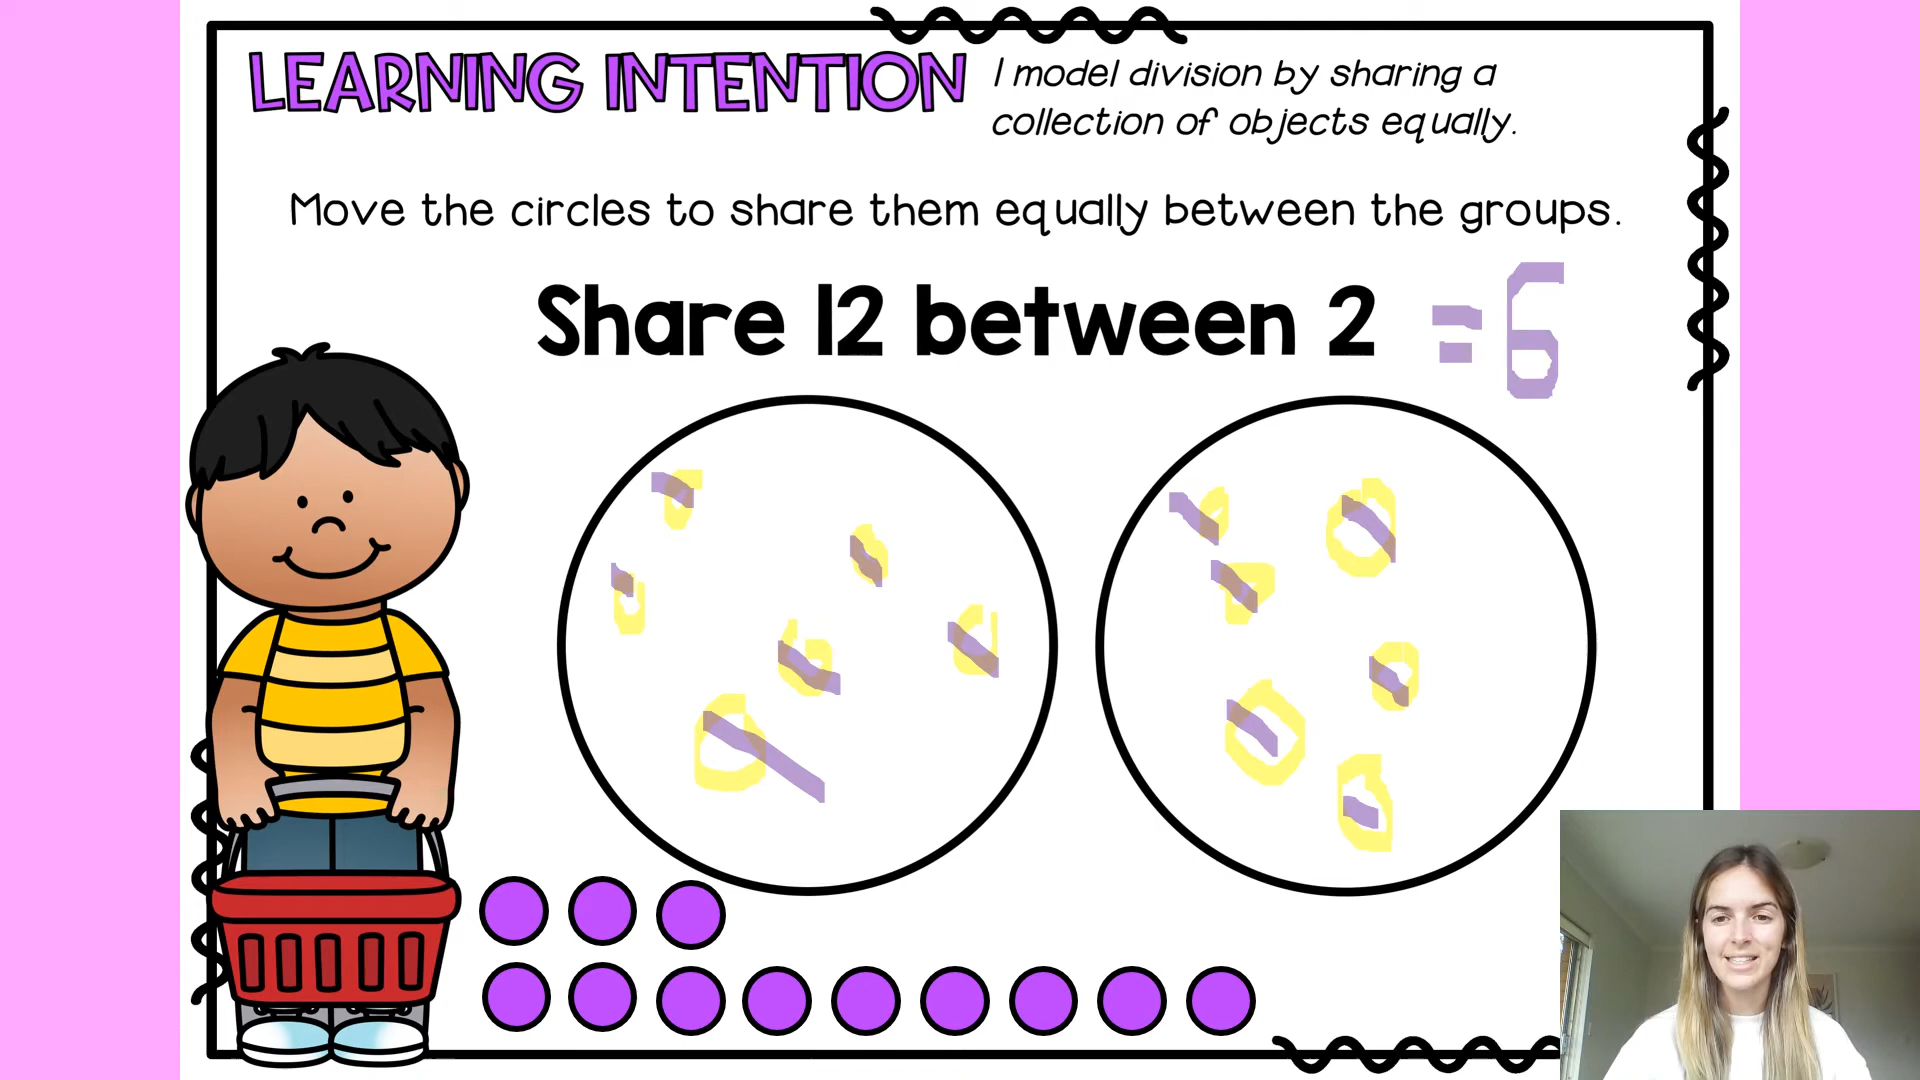 LEARNING INTENTION
I model division by sharing a
collection of objects equally.
Move the circles to share them equally between the groups.
Share 12 between 2 = 6